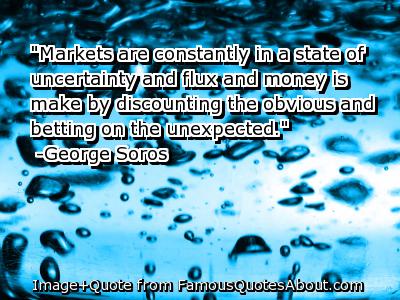 "Markets are constantly in a state of
uncertainty and flux and money is
make by discounting the obvious and
betting on the unexpected."
-George Soros
Image+Quote from FamousQuotesAbout.com